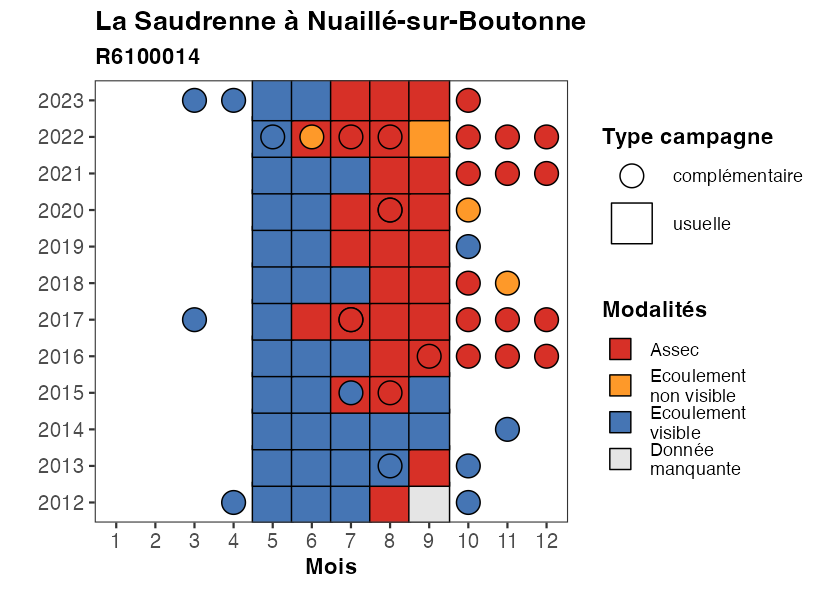 La Saudrenne à Nuaillé-sur-Boutonne
R6100014
2023
2022
2021
2020
2019
2018
2017
2016
2015
2014
2013
2012
1 2 3 4 5 6 7 8 9 10 11 12
Mois
Type campagne
complémentaire
usuelle
Modalités
Assec
Ecoulement
non visible
Ecoulement
visible
Donnée
manquante